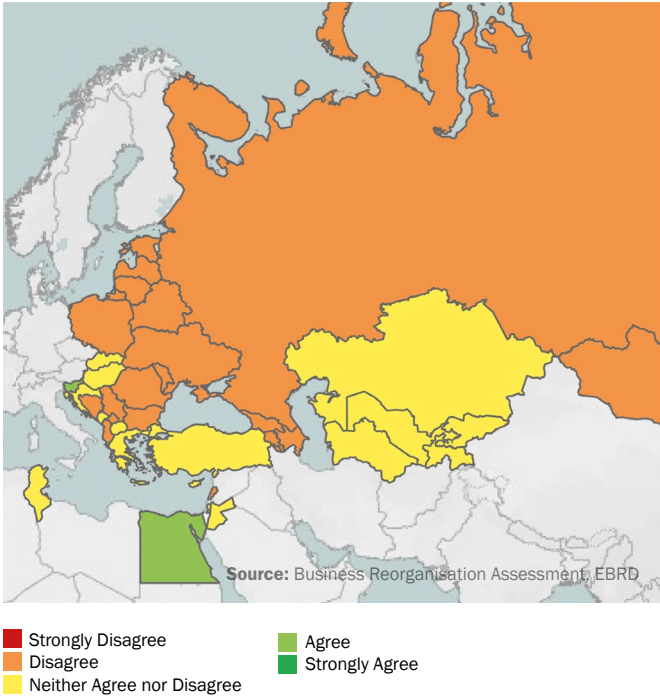 Source: Business Reorganisation Assessment, EBRD
Strongly Disagree
Disagree
Neither Agree nor Disagree
Agree
Strongly Agree